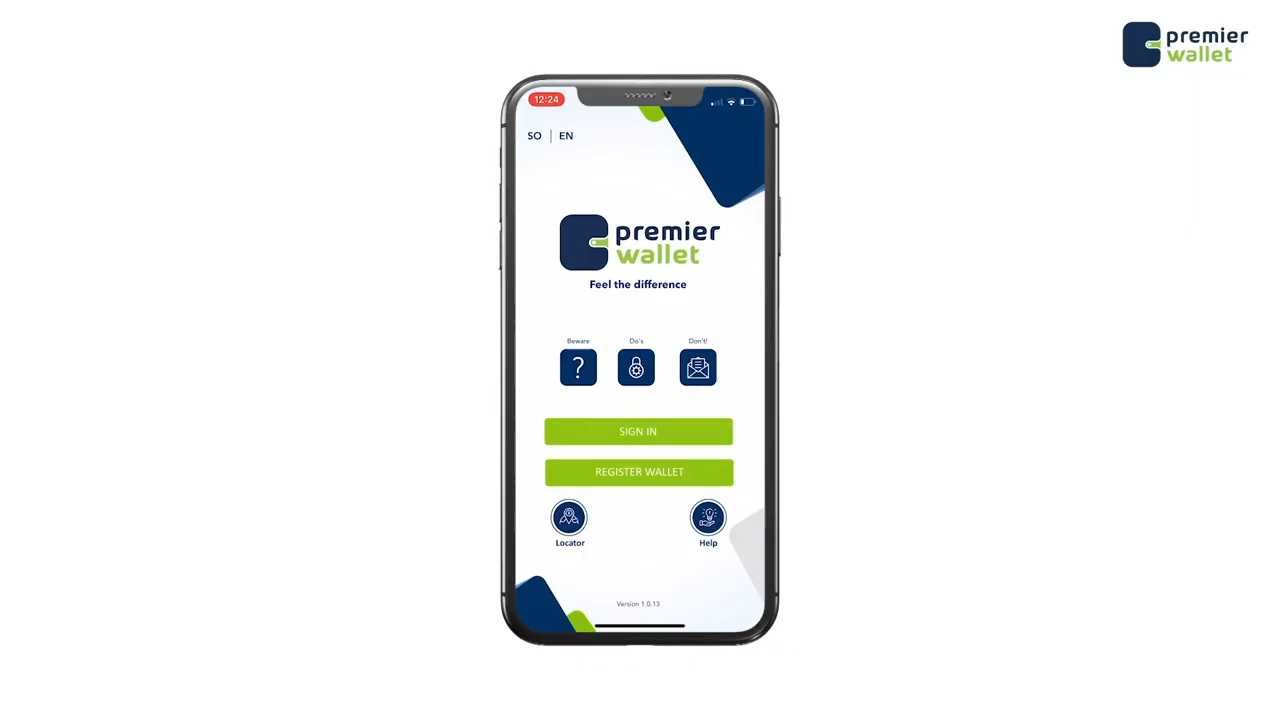 premier
wallet
12:24
SO | EN
premier
wallet
Feel the difference
Beware
Do's
Don't!
SIGN IN
REGISTER WALLET
Locator
Help
Version 1.0.13